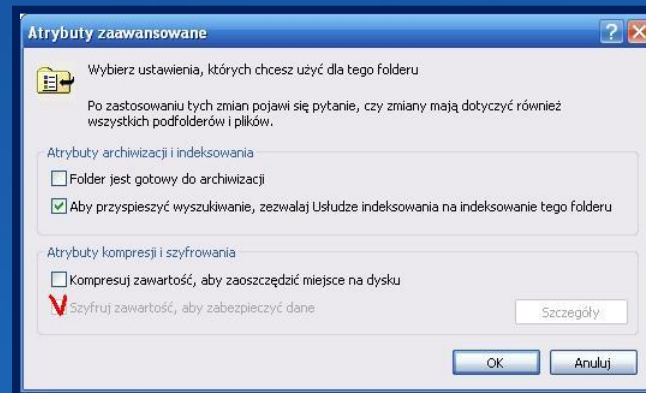 Atrybuty zaawansowane
Wybierz ustawienia, których chcesz użyć dla tego folderu
Po zastosowaniu tych zmian pojawi się pytanie, czy zmiany mają dotyczyć również
wszystkich podfolderów i plików.
Atrybuty archiwizacji i indeksowania
Folder jest gotowy do archiwizacji
Aby przyspieszyć wyszukiwanie, zezwalaj Usłudze indeksowania na indeksowanie tego folderu
Atrybuty kompresji i szyfrowania
Kompresuj zawartość, aby zaoszczędzić miejsce na dysku
Szyfruj zawartość, aby zabezpieczyć dane
Szczegóły
OK
Anuluj